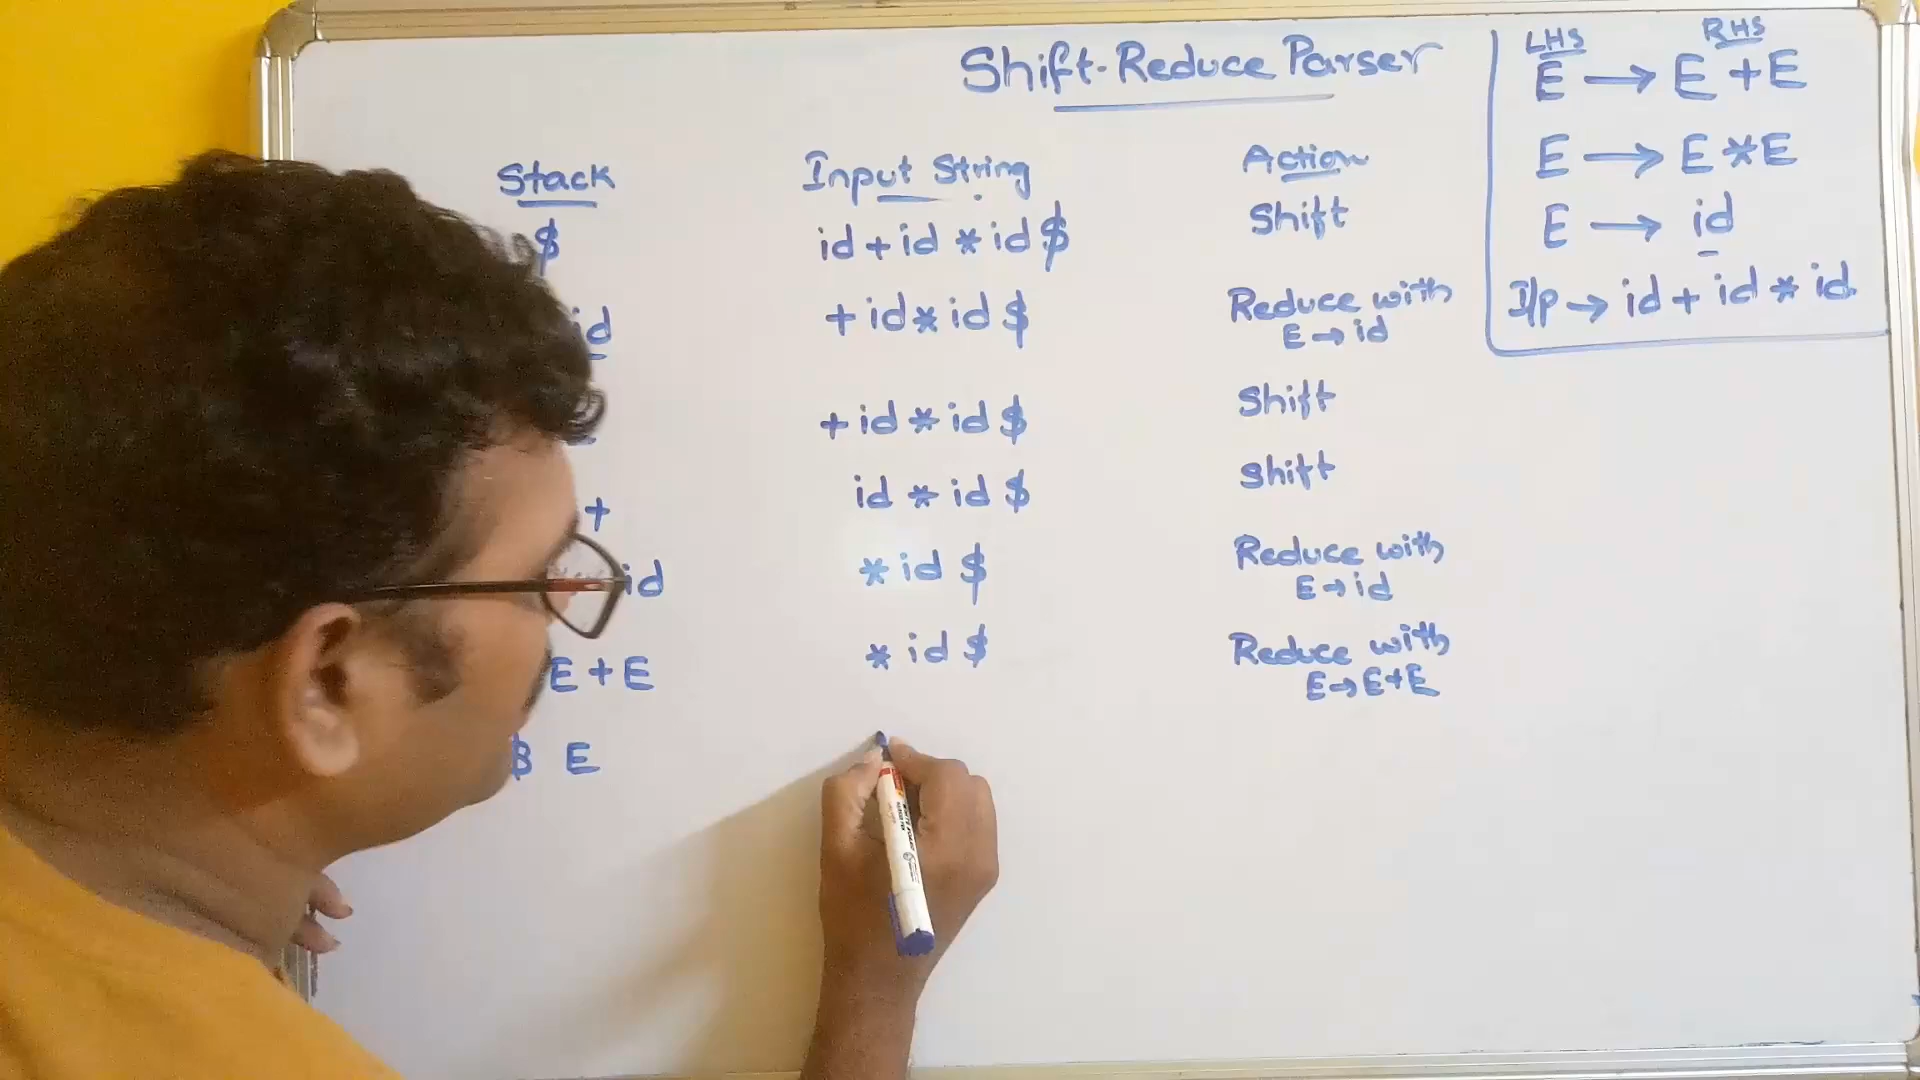 Shift-Reduce Parser
LHS RHS
E → E + E
E → E * E
E → id
I/P → id + id * id
Stack Input String Action
$ id + id * id $ Shift
id + id * id $ Reduce with
E → id
+ id * id $ Shift
+ id * id $ Shift
id * id $ Reduce with
E → id
E + E * id $ Reduce with
E → E + E
$ E